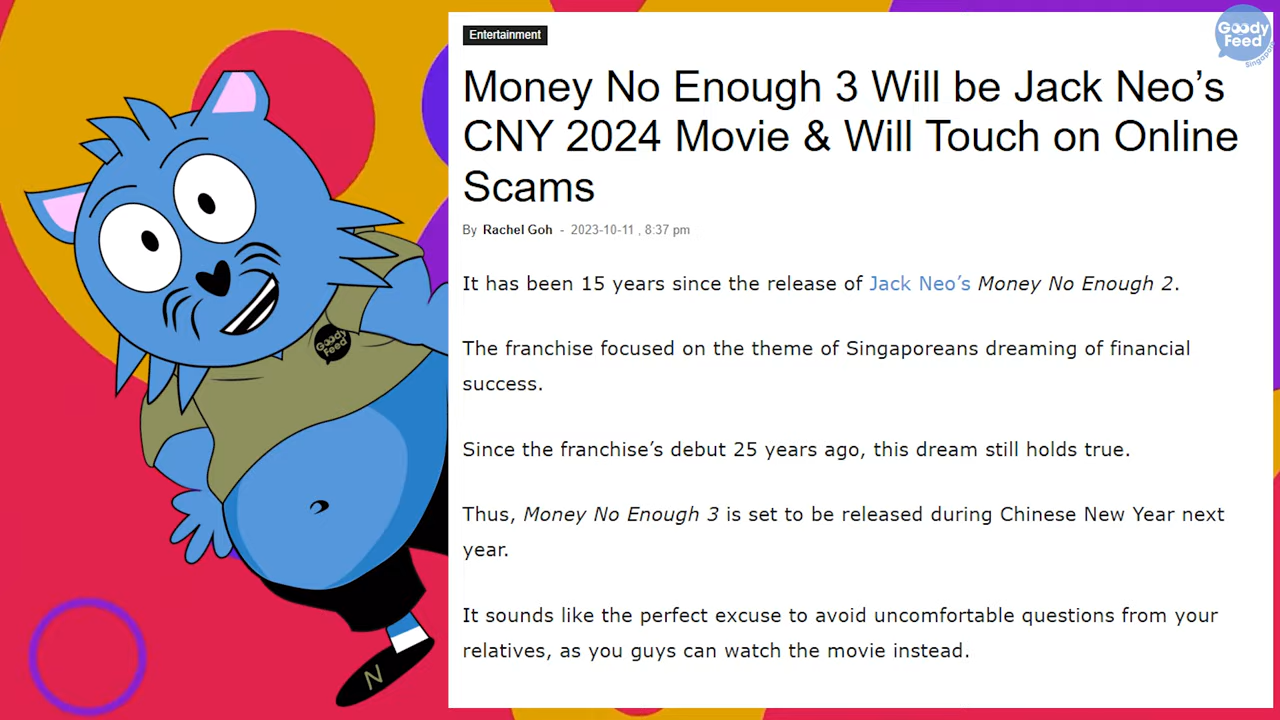 Goody
Feed
Singapore
Entertainment
Money No Enough 3 Will be Jack Neo’s
CNY 2024 Movie & Will Touch on Online
Scams
By Rachel Goh - 2023-10-11 , 8:37 pm
It has been 15 years since the release of Jack Neo’s Money No Enough 2.
The franchise focused on the theme of Singaporeans dreaming of financial
success.
Since the franchise’s debut 25 years ago, this dream still holds true.
Thus, Money No Enough 3 is set to be released during Chinese New Year next
year.
It sounds like the perfect excuse to avoid uncomfortable questions from your
relatives, as you guys can watch the movie instead.
Goody
Feed
N